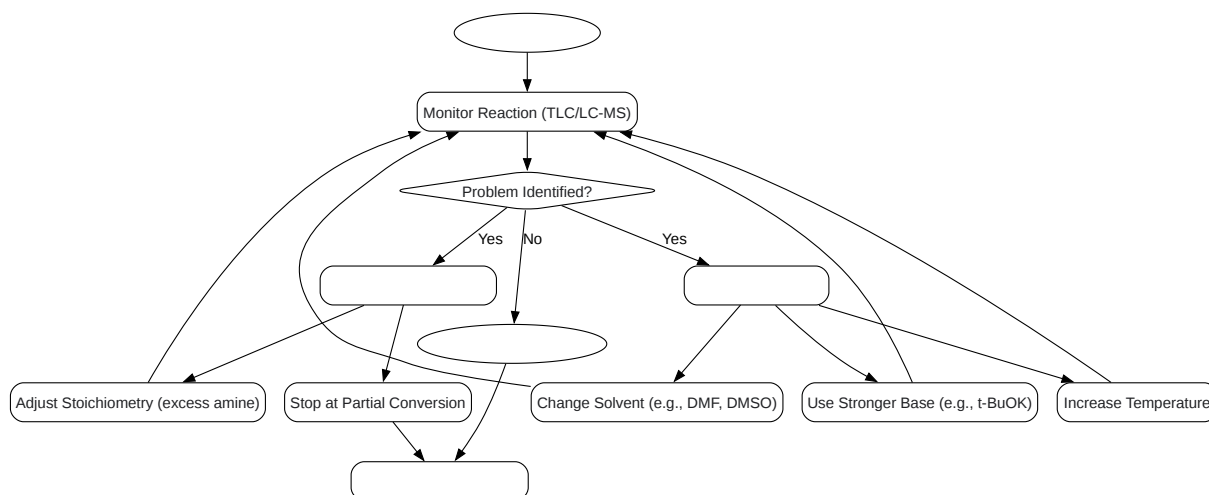 Monitor Reaction (TLC/LC-MS)
Problem Identified?
Yes
No
Yes
Adjust Stoichiometry (excess amine)
Stop at Partial Conversion
Change Solvent (e.g., DMF, DMSO)
Use Stronger Base (e.g., t-BuOK)
Increase Temperature